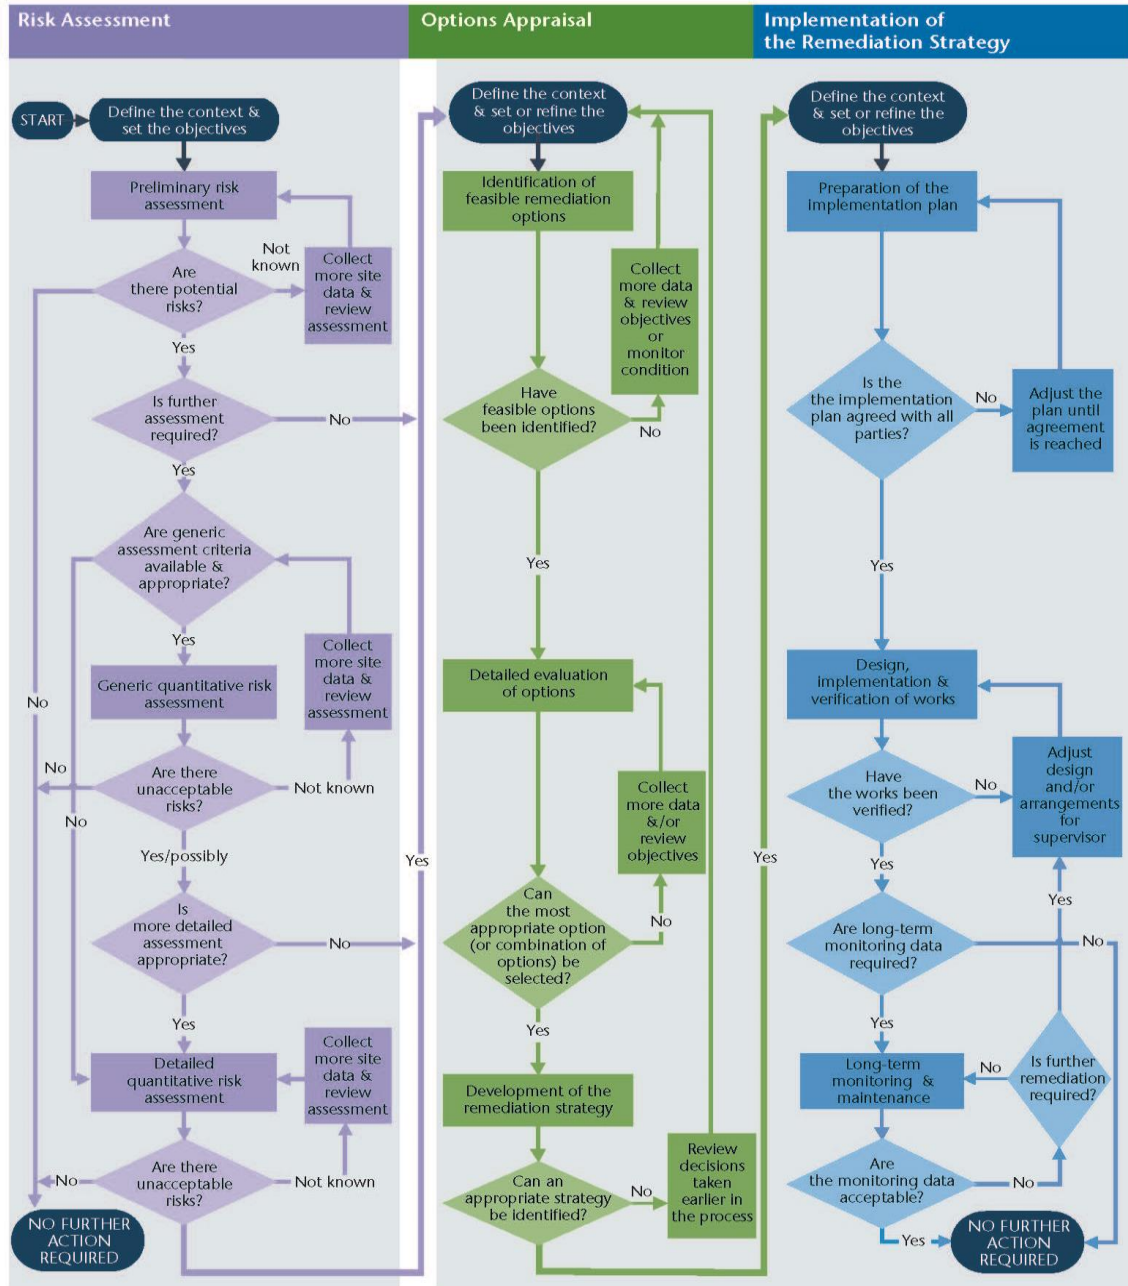 Risk Assessment
Options Appraisal
Implementation of
the Remediation Strategy
START
Define the context &
set the objectives
Preliminary risk
assessment
Not
known
Collect
more site
data &
review
assessment
Are
there potential
risks?
Yes
Is further
assessment
required?
No
Yes
Are generic
assessment criteria
available &
appropriate?
Yes
Collect
more site
data &
review
assessment
Generic quantitative risk
assessment
No
No
Are there
unacceptable
risks?
Not known
No
Yes/possibly
Is
more detailed
assessment
appropriate?
No
Yes
Detailed
quantitative risk
assessment
Collect
more site
data &
review
assessment
Are there
unacceptable
risks?
No
Not known
NO FURTHER
ACTION
REQUIRED
Yes
Define the context
& set or refine the
objectives
Identification of
feasible remediation
options
Collect
more data
& review
objectives
or
monitor
condition
Have
feasible options
been identified?
No
Yes
Detailed evaluation
of options
Collect
more data
&/or
review
objectives
Can
the most
appropriate option
(or combination of
options) be
selected?
No
Yes
Development of the
remediation strategy
Can an
appropriate strategy
be identified?
No
Review
decisions
taken
earlier in
the process
Yes
Define the context
& set or refine the
objectives
Preparation of the
implementation plan
Is the
the implementation
plan agreed with all
parties?
No
Adjust the
plan until
agreement
is reached
Yes
Design,
implementation &
verification of works
Have
the works been
verified?
No
Adjust
design
and/or
arrangements
for
supervisor
Yes
Yes
Are long-term
monitoring data
required?
No
Yes
Long-term
monitoring &
maintenance
No
Is further
remediation
required?
Are
the monitoring data
acceptable?
No
Yes
NO FURTHER
ACTION
REQUIRED